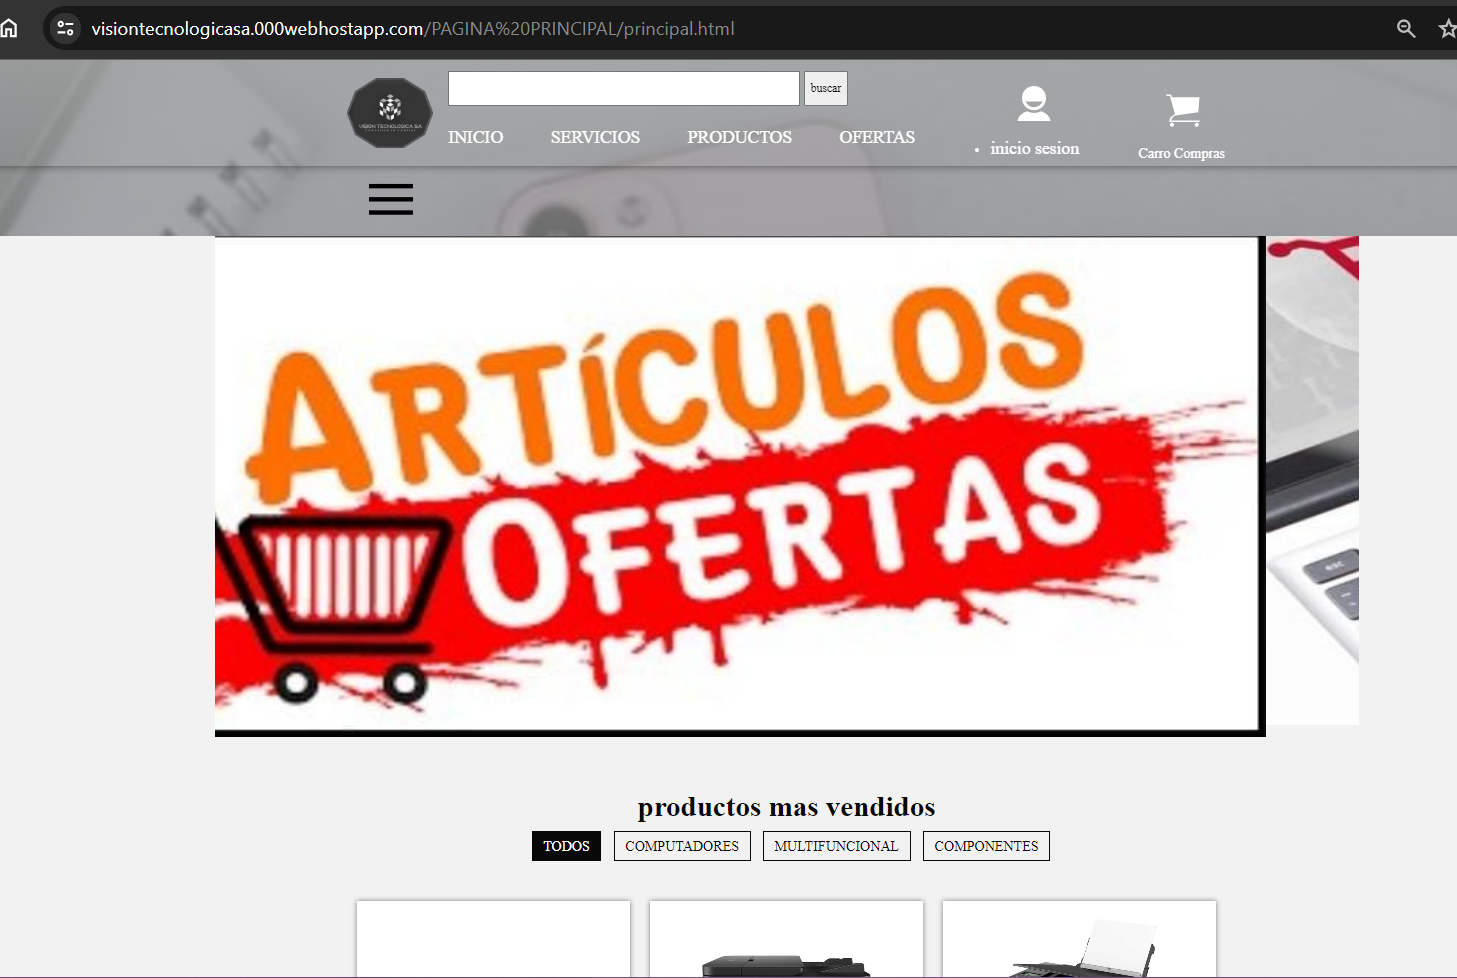 visiontecnologicasa.000webhostapp.com/PAGINA%20PRINCIPAL/principal.html
buscar
VISION TECNOLOGICA SA
INICIO SERVICIOS PRODUCTOS OFERTAS
• inicio sesion
Carro Compras
ARTÍCULOS
OFERTAS
esc
productos mas vendidos
TODOS COMPUTADORES MULTIFUNCIONAL COMPONENTES